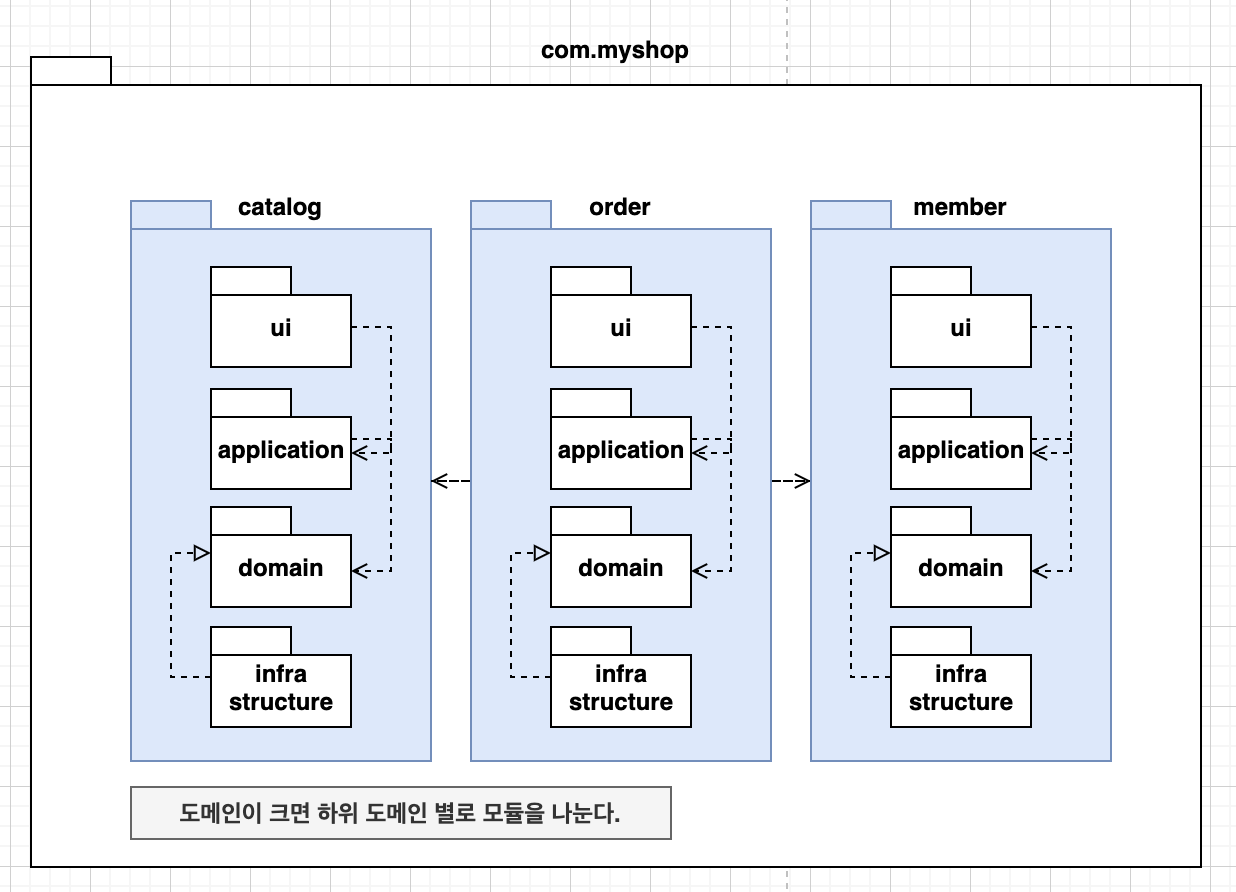 com.myshop
catalog
order
member
ui
ui
ui
application
application
application
domain
domain
domain
infra
structure
infra
structure
infra
structure
도메인이 크면 하위 도메인 별로 모듈을 나눈다.